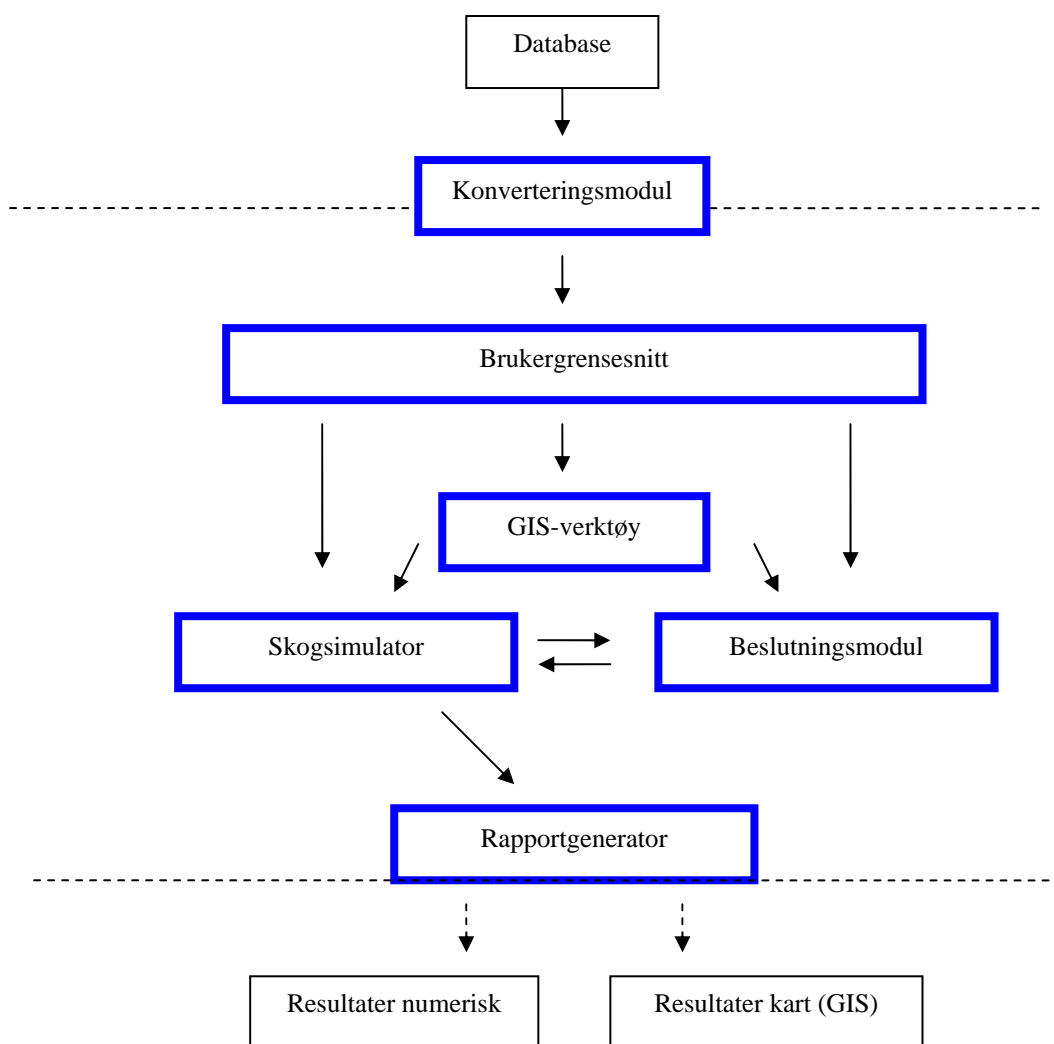 Database
Konverteringsmodul
Brukergrensesnitt
GIS-verktøy
Skogsimulator
Beslutningsmodul
Rapportgenerator
Resultater numerisk
Resultater kart (GIS)